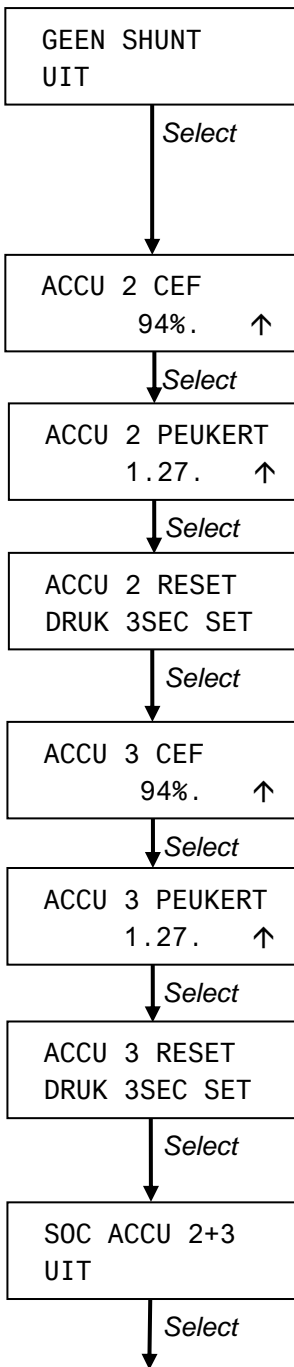 GEEN SHUNT
UIT
Select
ACCU 2 CEF
94%. ↑
Select
ACCU 2 PEUKERT
1.27. ↑
Select
ACCU 2 RESET
DRUK 3SEC SET
Select
ACCU 3 CEF
94%. ↑
Select
ACCU 3 PEUKERT
1.27. ↑
Select
ACCU 3 RESET
DRUK 3SEC SET
Select
SOC ACCU 2+3
UIT
Select